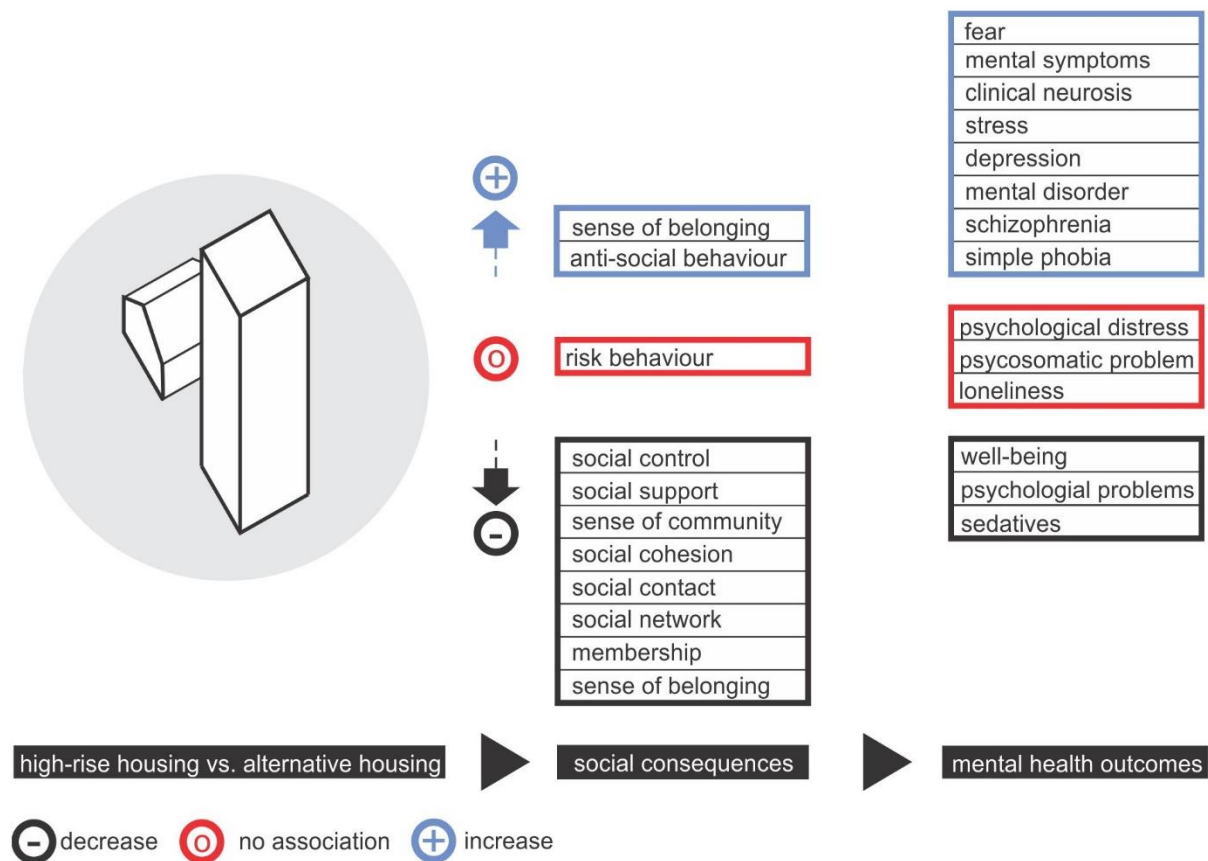 fear
mental symptoms
clinical neurosis
stress
depression
mental disorder
schizophrenia
simple phobia
+
sense of belonging
anti-social behaviour
o
risk behaviour
psychological distress
psycosomatic problem
loneliness
-
social control
social support
sense of community
social cohesion
social contact
social network
membership
sense of belonging
well-being
psychologial problems
sedatives
high-rise housing vs. alternative housing
social consequences
mental health outcomes
- decrease
o no association
+ increase